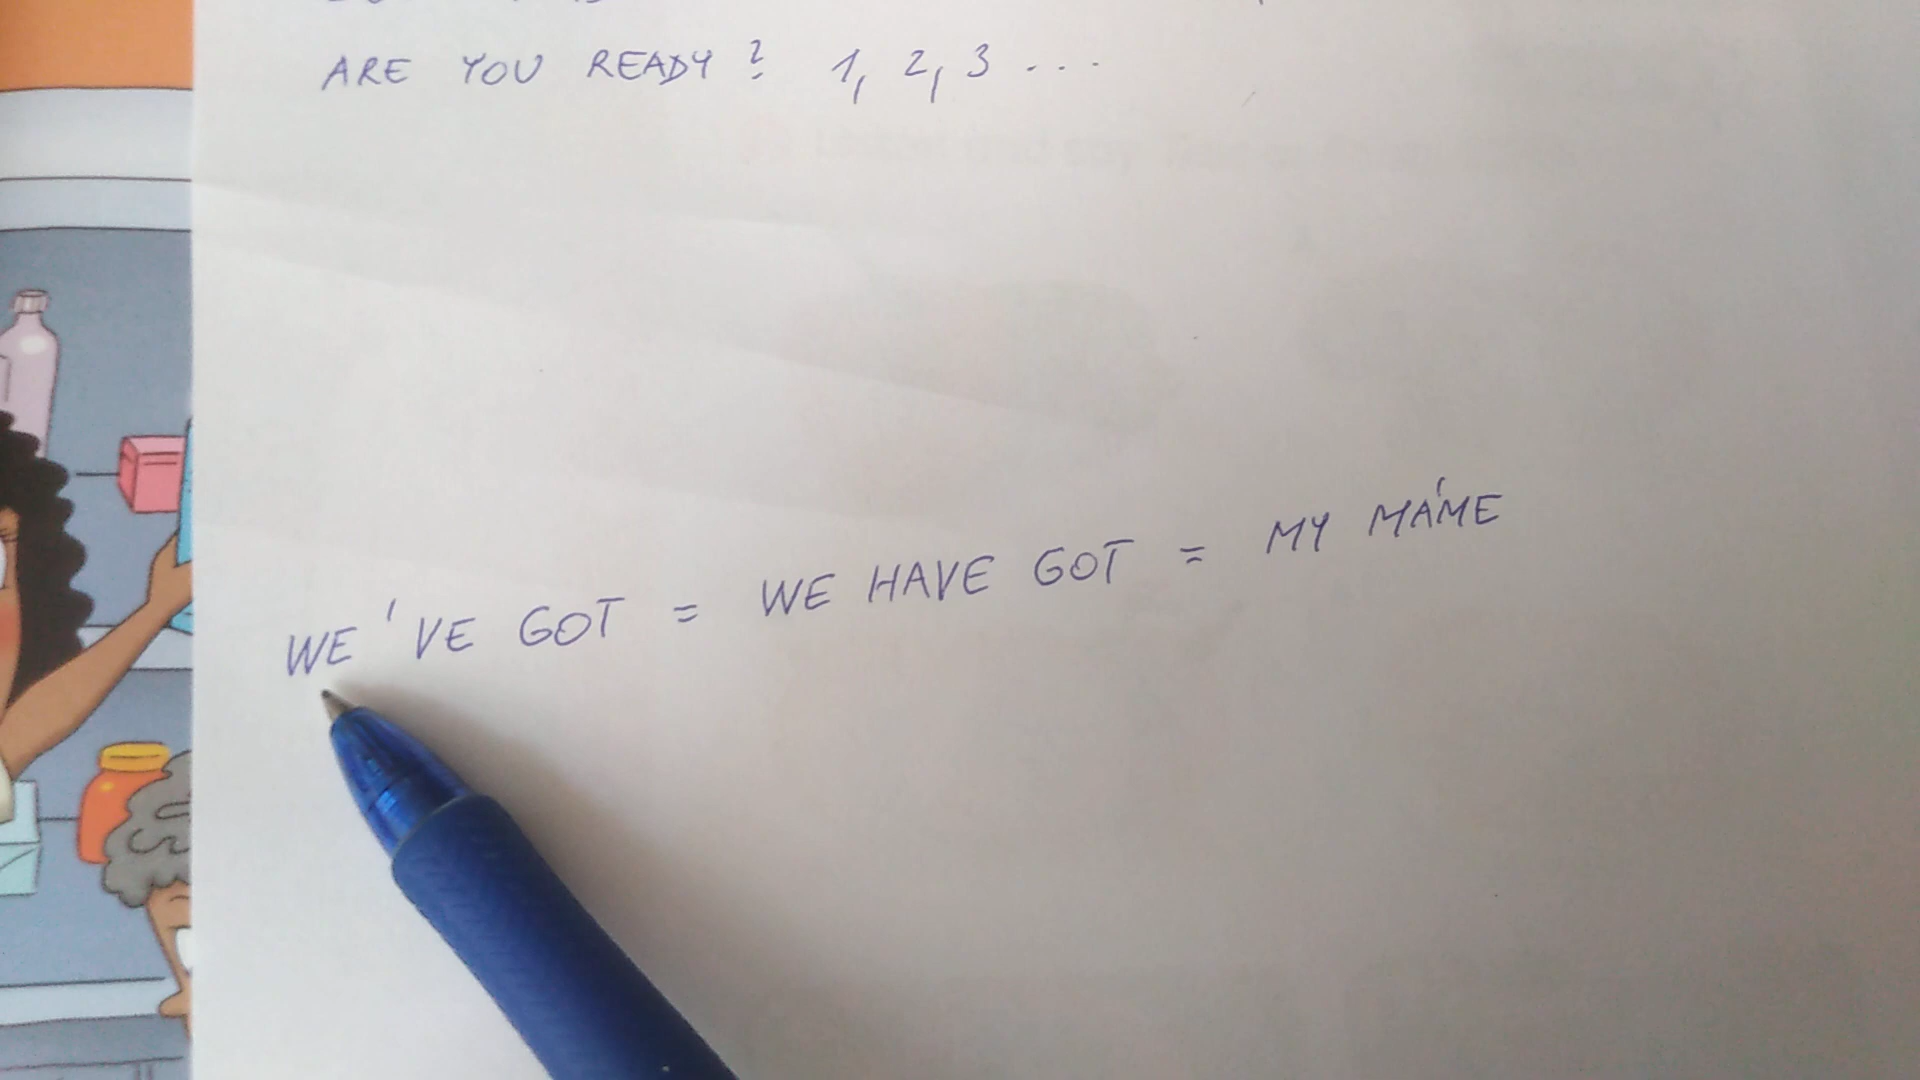 ARE YOU READY? 1, 2, 3 ...
WE'VE GOT = WE HAVE GOT = MY MÁME